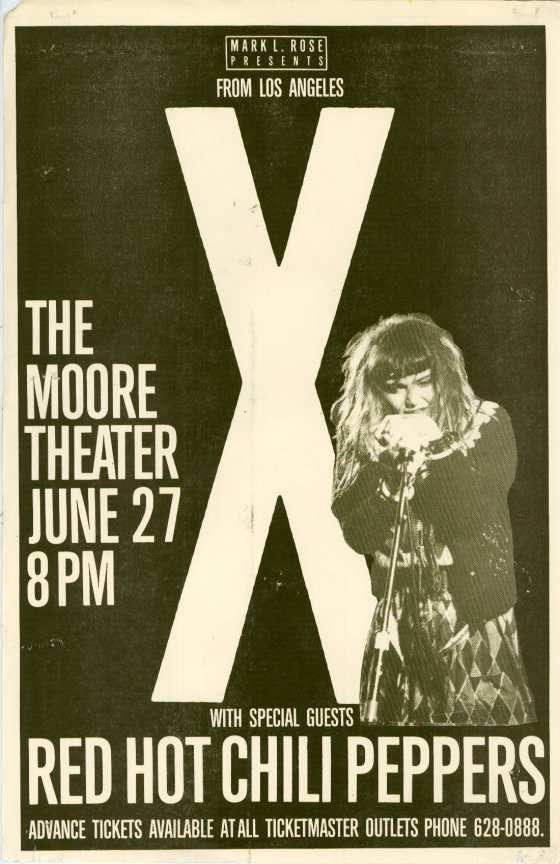 MARK L. ROSE
PRESENTS
FROM LOS ANGELES
X
THE
MOORE
THEATER
JUNE 27
8 PM
WITH SPECIAL GUESTS
RED HOT CHILI PEPPERS
ADVANCE TICKETS AVAILABLE AT ALL TICKETMASTER OUTLETS PHONE 628-0888.